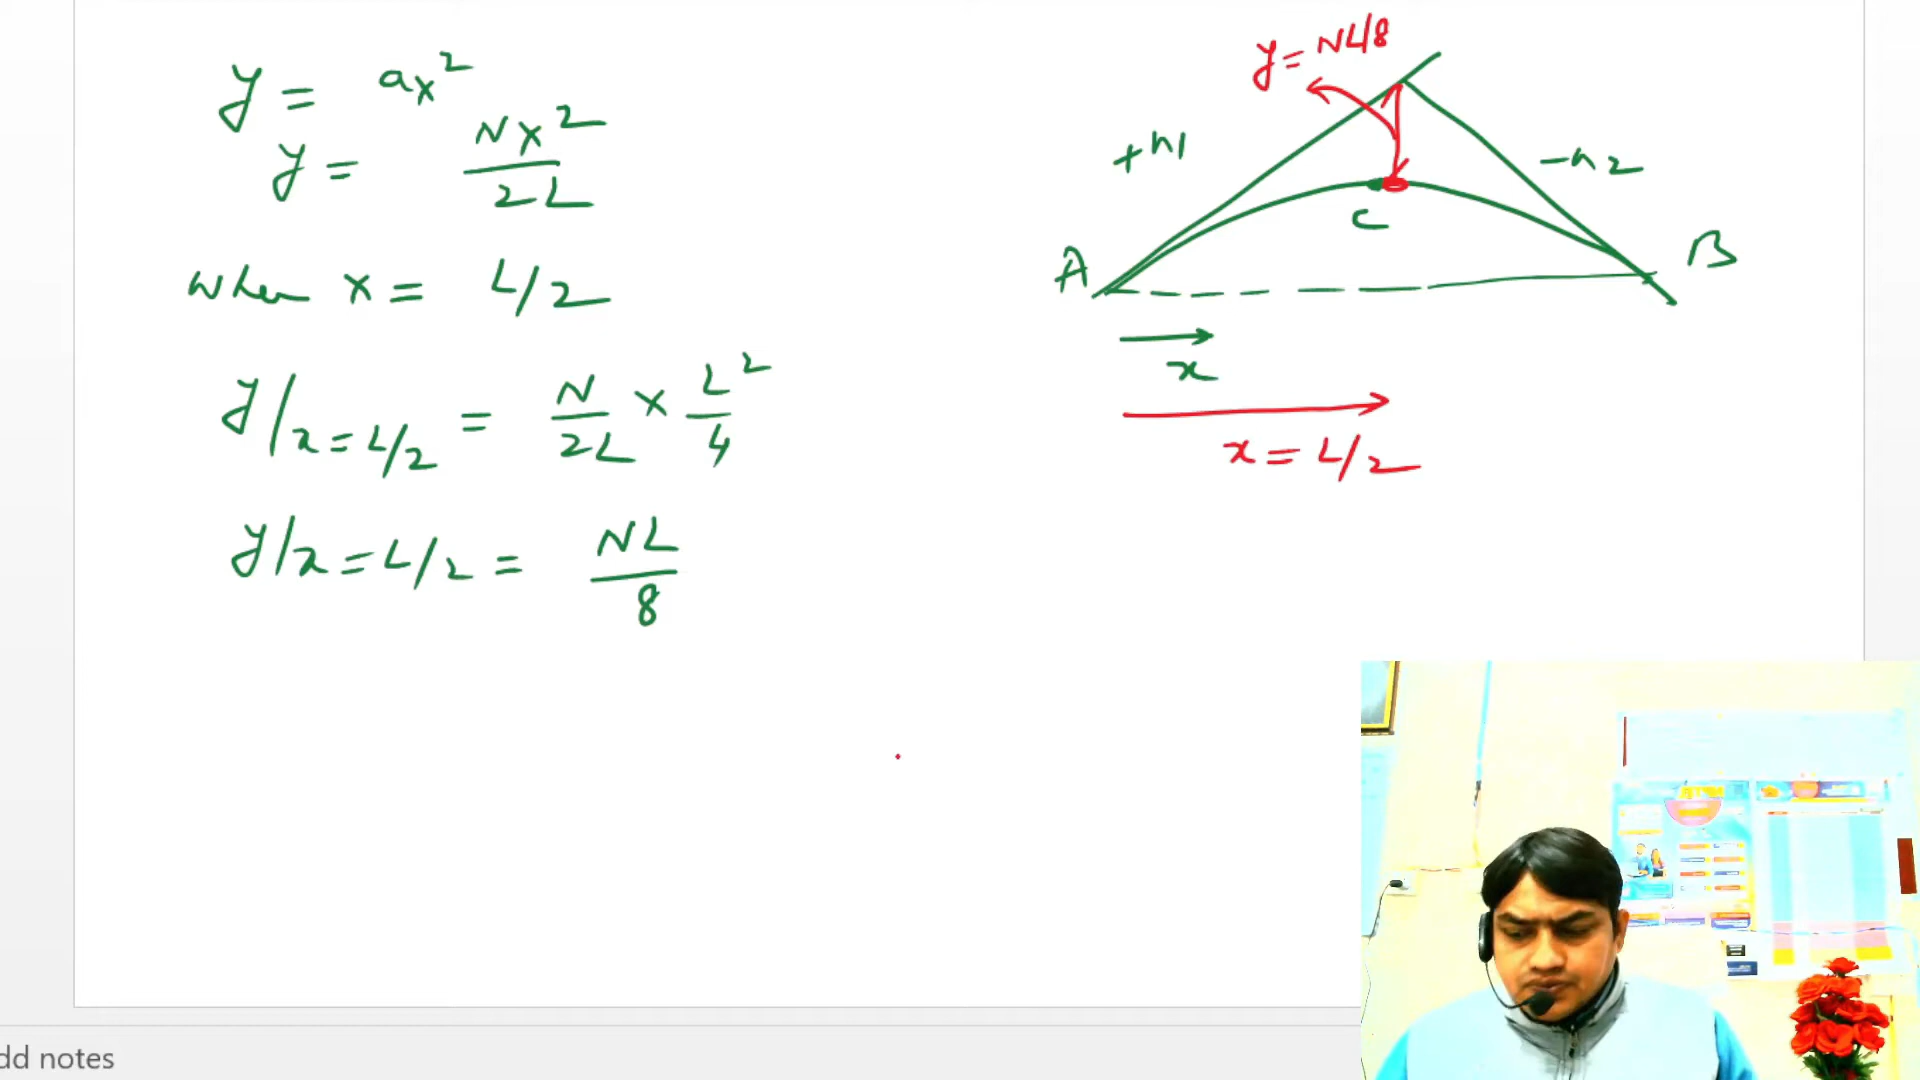 y = ax²
y = Nx²/2L
when x = L/2
y/x=L/2 = N/2L × L²/4
y/x=L/2 = NL/8
y = NL/8
+n1
-n2
C
A
B
x
x = L/2
dd notes